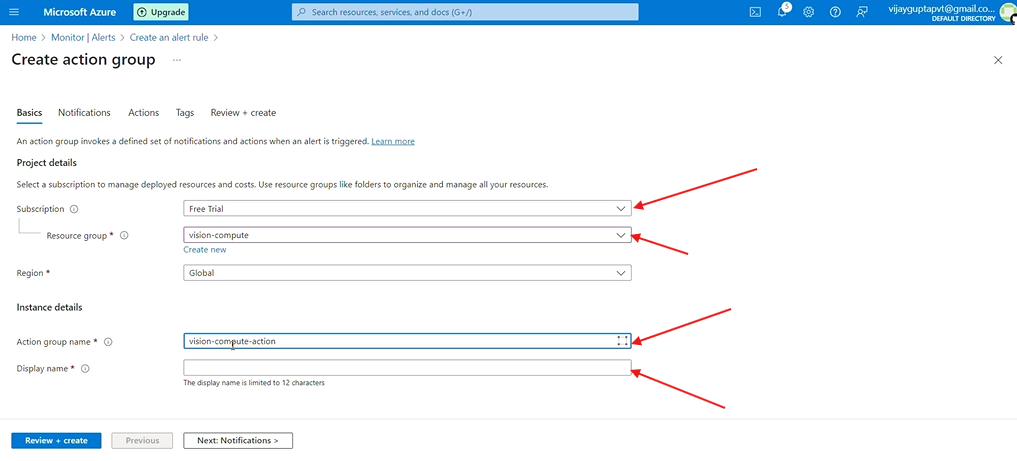 Microsoft Azure Upgrade Search resources, services, and docs (G+/) 5 vijayguptapvt@gmail.co...
DEFAULT DIRECTORY
Home > Monitor | Alerts > Create an alert rule >
Create action group ...
Basics Notifications Actions Tags Review + create
An action group invokes a defined set of notifications and actions when an alert is triggered. Learn more
Project details
Select a subscription to manage deployed resources and costs. Use resource groups like folders to organize and manage all your resources.
Subscription Free Trial
Resource group * vision-compute
Create new
Region * Global
Instance details
Action group name * vision-compute-action
Display name *
The display name is limited to 12 characters
Review + create Previous Next: Notifications >